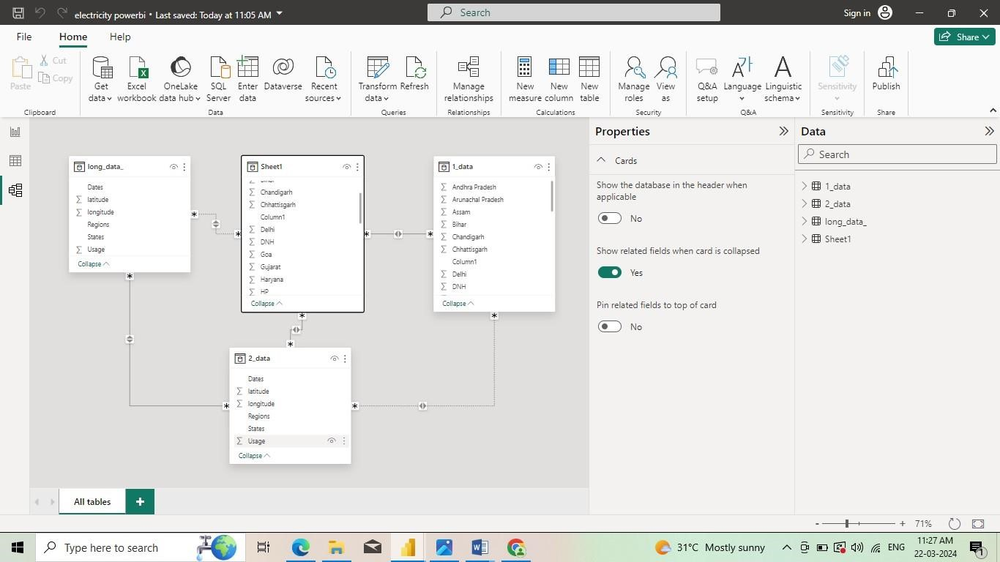 electricity powerbi • Last saved: Today at 11:05 AM
Search
Sign in
File
Home
Help
Share
Paste
Cut
Copy
Get data
Excel workbook
OneLake data hub
SQL Server
Enter data
Dataverse
Recent sources
Transform data
Refresh
Manage relationships
New measure
New column
New table
Manage roles
View as
Q&A setup
Language
Linguistic schema
Sensitivity
Publish
Clipboard
Data
Queries
Relationships
Calculations
Security
Q&A
Sensitivity
Share
long_data_
Dates
latitude
longitude
Regions
States
Usage
Collapse
Sheet1
Chandigarh
Chhattisgarh
Column1
Delhi
DNH
Goa
Gujarat
Haryana
HP
Collapse
1_data
Andhra Pradesh
Arunachal Pradesh
Assam
Bihar
Chandigarh
Chhattisgarh
Column1
Delhi
DNH
Collapse
2_data
Dates
latitude
longitude
Regions
States
Usage
Collapse
Properties
Cards
Show the database in the header when
applicable
No
Show related fields when card is collapsed
Yes
Pin related fields to top of card
No
Data
Search
1_data
2_data
long_data_
Sheet1
All tables
+
- + 71%
Type here to search
31°C Mostly sunny
ENG
11:27 AM
22-03-2024
1